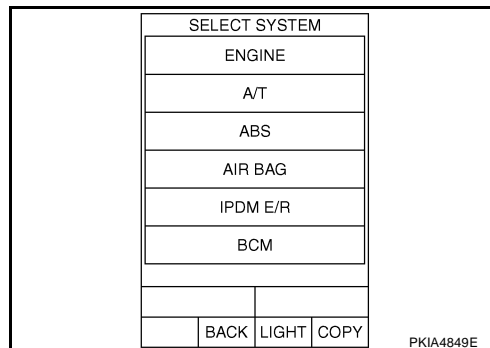 SELECT SYSTEM
ENGINE
A/T
ABS
AIR BAG
IPDM E/R
BCM
BACK LIGHT COPY
PKIA4849E